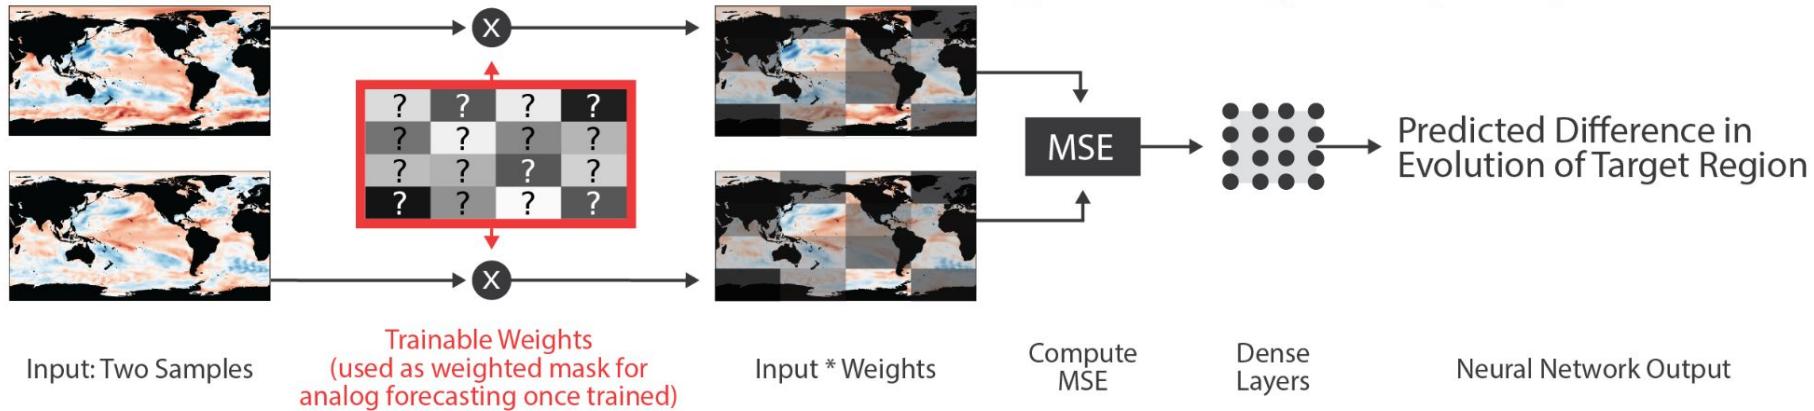 X
? ? ? ?
? ? ? ?
? ? ? ?
? ? ? ?
X
MSE
Predicted Difference in
Evolution of Target Region
Input: Two Samples
Trainable Weights
(used as weighted mask for
analog forecasting once trained)
Input * Weights
Compute
MSE
Dense
Layers
Neural Network Output